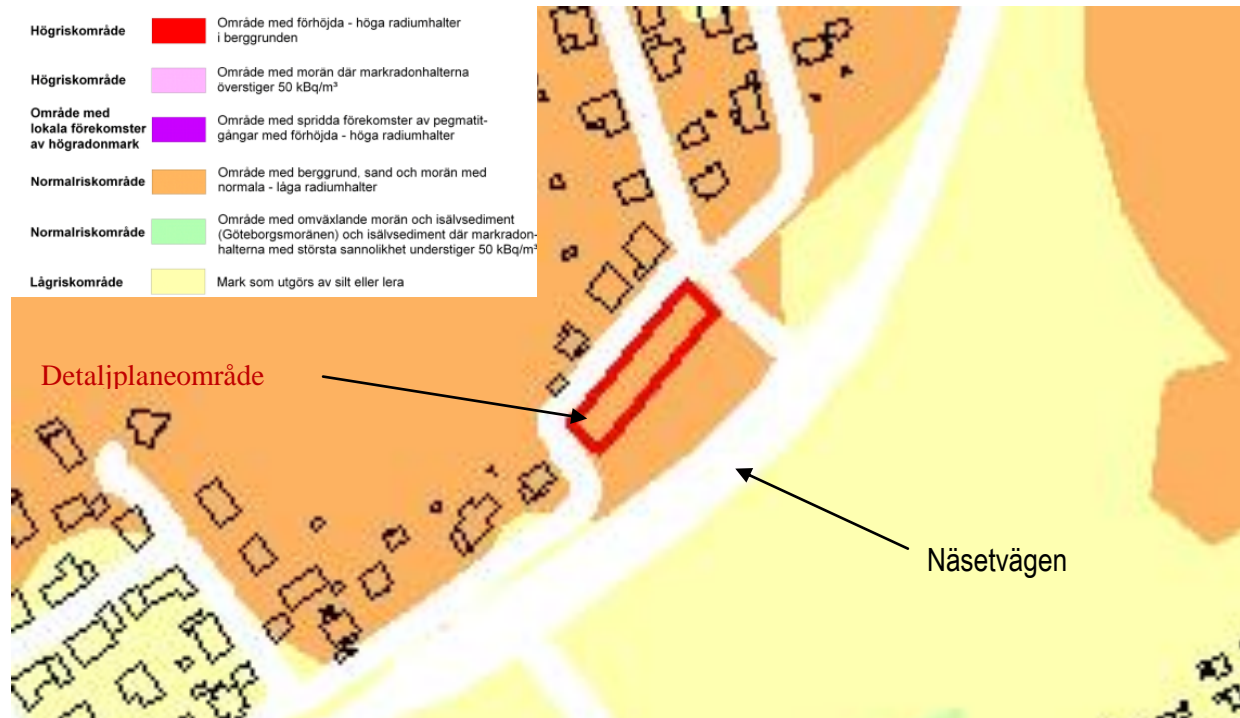 Högriskområde
Område med förhöjda - höga radiumhalter
i berggrunden
Högriskområde
Område med morän där markradonhalterna
överstiger 50 kBq/m³
Område med
lokala förekomster
av högradonmark
Område med spridda förekomster av pegmatit-
gångar med förhöjda - höga radiumhalter
Normalriskområde
Område med berggrund, sand och morän med
normala - låga radiumhalter
Normalriskområde
Område med omväxlande morän och isälvsediment
(Göteborgsmoränen) och isälvsediment där markradon-
halterna med största sannolikhet understiger 50 kBq/m³
Lågriskområde
Mark som utgörs av silt eller lera
Detaljplaneområde
Näsetvägen